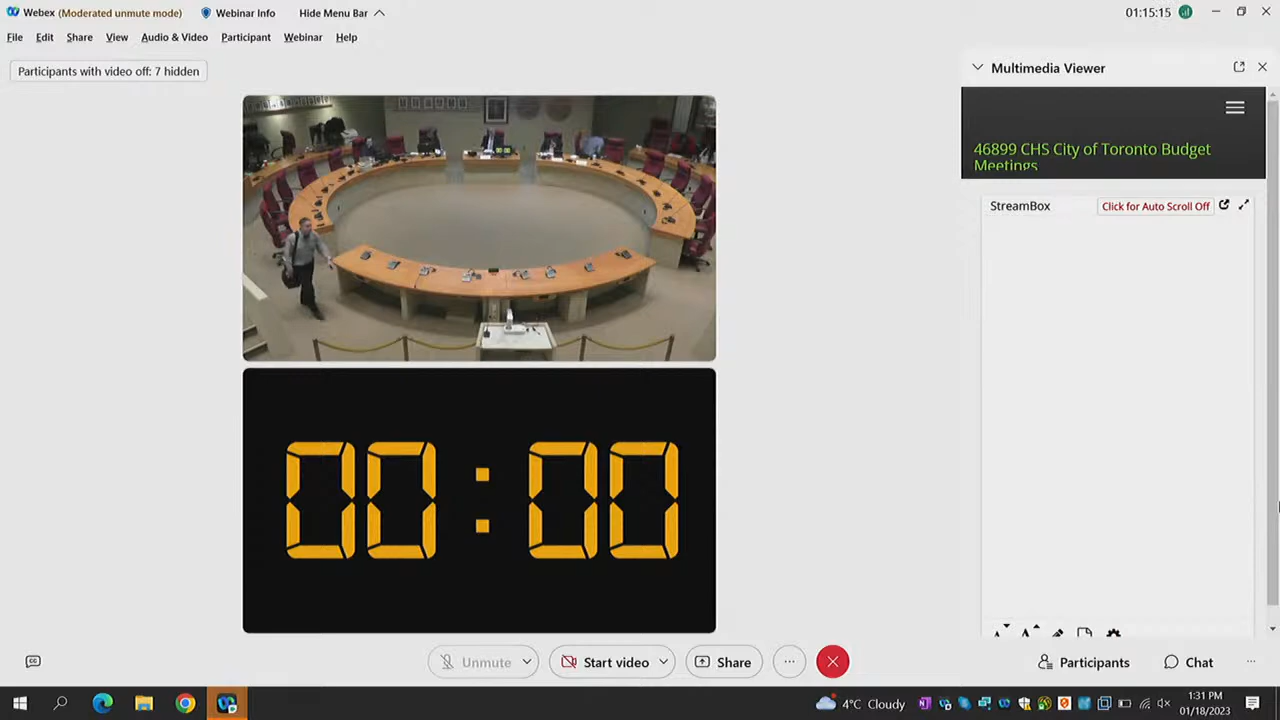 Webex (Moderated unmute mode) Webinar Info Hide Menu Bar 01:15:15
File Edit Share View Audio & Video Participant Webinar Help
Participants with video off: 7 hidden
Multimedia Viewer
46899 CHS City of Toronto Budget
Meetings
StreamBox Click for Auto Scroll Off
00:00
Unmute Start video Share Participants Chat
4°C Cloudy 1:31 PM
01/18/2023